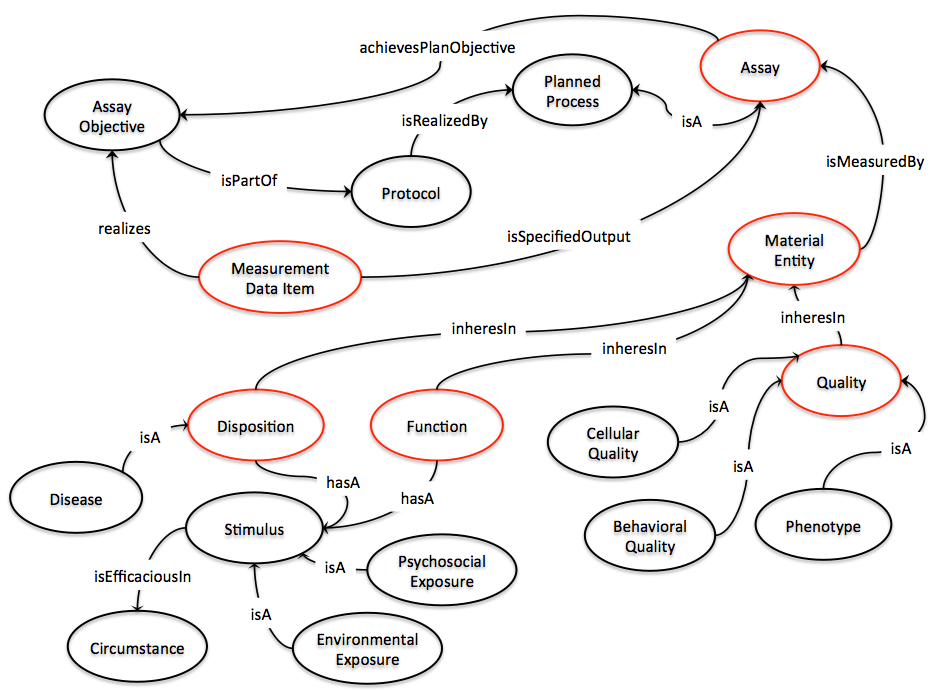 achievesPlanObjective
Assay
Planned
Process
Assay
Objective
isRealizedBy
isA
isMeasuredBy
isPartOf
Protocol
realizes
isSpecifiedOutput
Material
Entity
Measurement
Data Item
inheresIn
inheresIn
inheresIn
Quality
isA
Disposition
Function
isA
Cellular
Quality
isA
isA
Disease
hasA
hasA
Stimulus
Behavioral
Quality
Phenotype
isEfficaciousIn
isA
Psychosocial
Exposure
isA
Circumstance
Environmental
Exposure